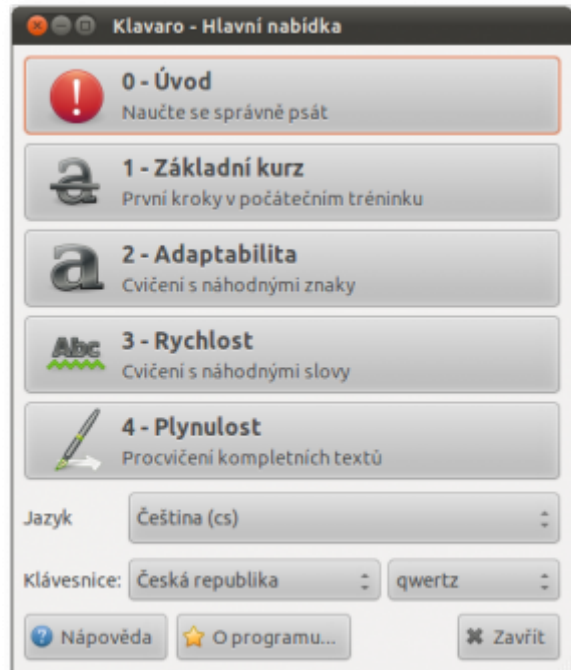 Klavaro - Hlavní nabídka
0 - Úvod
Naučte se správně psát
1 - Základní kurz
První kroky v počátečním tréninku
2 - Adaptabilita
Cvičení s náhodnými znaky
Abc
3 - Rychlost
Cvičení s náhodnými slovy
4 - Plynulost
Procvičení kompletních textů
Jazyk Čeština (cs)
Klávesnice: Česká republika qwertz
Nápověda O programu... Zavřít